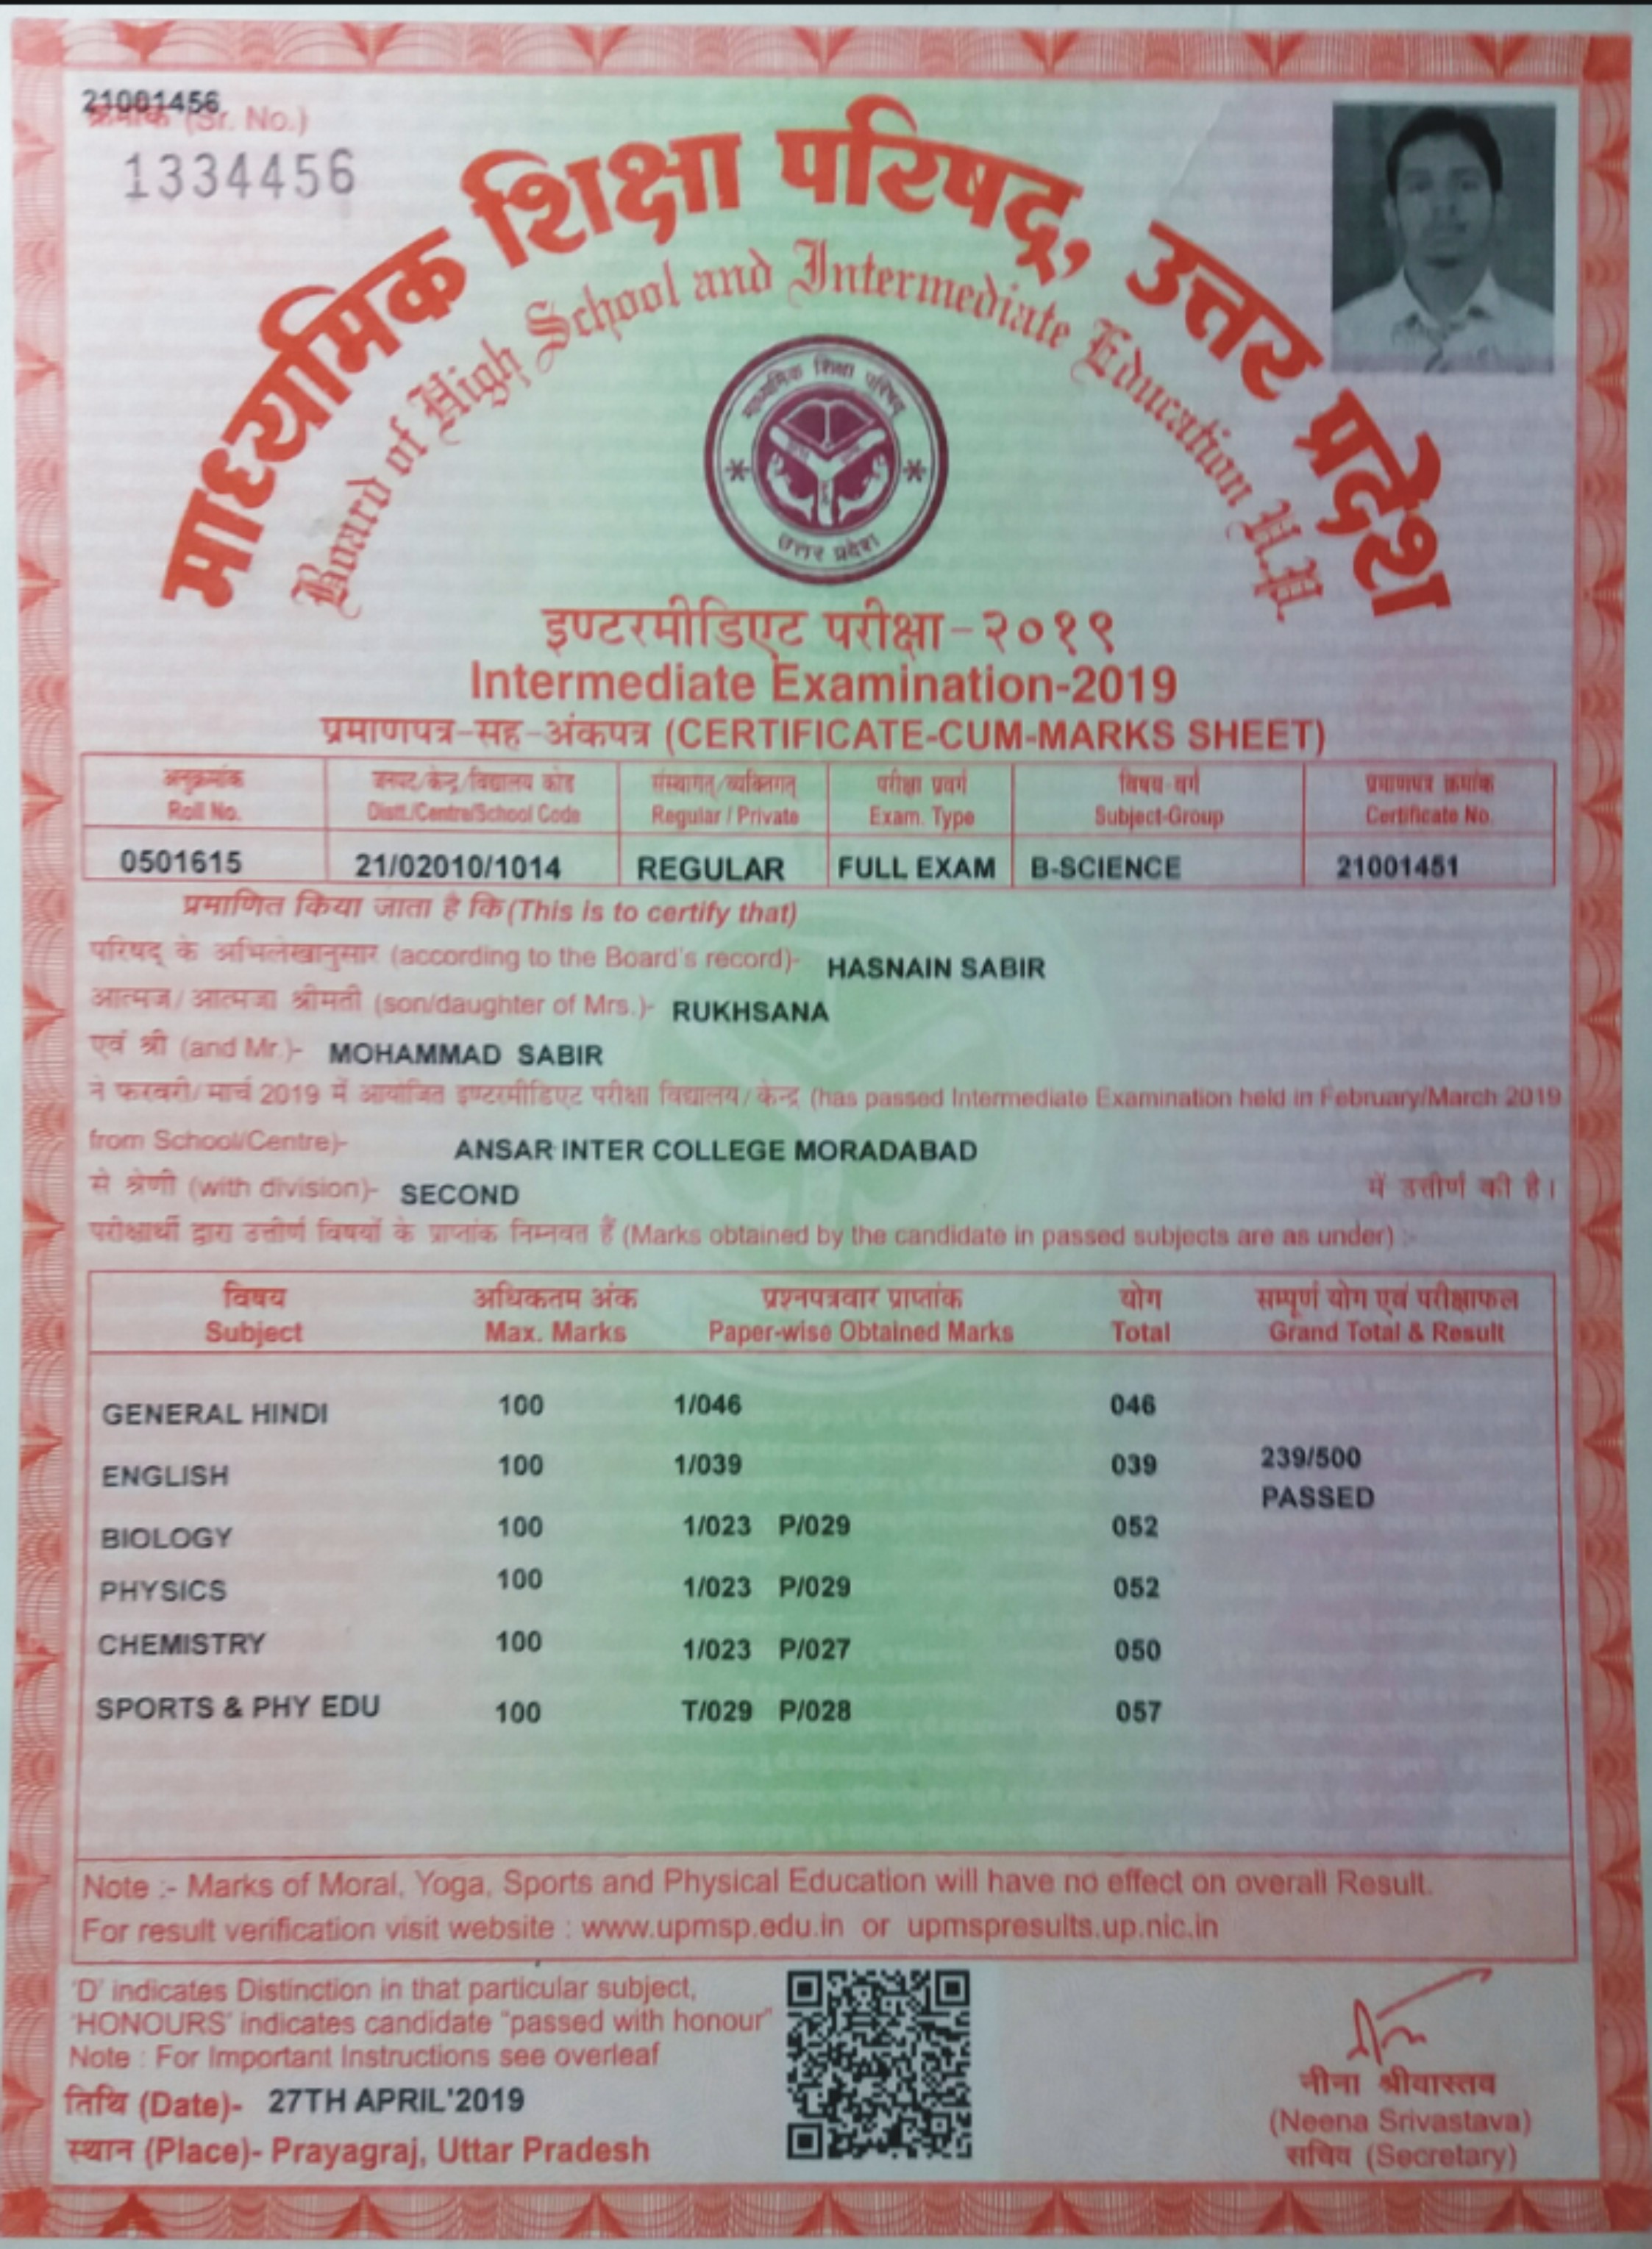 21001456
क्रमांक (Sr. No.)
1334456
माध्यमिक शिक्षा परिषद्, उत्तर प्रदेश
Board of High School and Intermediate Education U.P.
माध्यमिक शिक्षा परिषद्
उत्तर प्रदेश
इण्टरमीडिएट परीक्षा-२०१९
Intermediate Examination-2019
प्रमाणपत्र-सह-अंकपत्र (CERTIFICATE-CUM-MARKS SHEET)
अनुक्रमांक जनपद/केन्द्र/विद्यालय कोड संस्थागत/व्यक्तिगत परीक्षा प्रवर्ग विषय-वर्ग प्रमाणपत्र क्रमांक
Roll No. Distt./Centre/School Code Regular / Private Exam. Type Subject-Group Certificate No.
0501615 21/02010/1014 REGULAR FULL EXAM B-SCIENCE 21001451
प्रमाणित किया जाता है कि (This is to certify that)
परिषद् के अभिलेखानुसार (according to the Board's record)- HASNAIN SABIR
आत्मज/आत्मजा श्रीमती (son/daughter of Mrs.)- RUKHSANA
एवं श्री (and Mr.)- MOHAMMAD SABIR
ने फरवरी/मार्च 2019 में आयोजित इण्टरमीडिएट परीक्षा विद्यालय/केन्द्र (has passed Intermediate Examination held in February/March 2019
from School/Centre)- ANSAR INTER COLLEGE MORADABAD
से श्रेणी (with division)- SECOND में उत्तीर्ण की है।
परीक्षार्थी द्वारा उत्तीर्ण विषयों के प्राप्तांक निम्नवत हैं (Marks obtained by the candidate in passed subjects are as under) :-
विषय अधिकतम अंक प्रश्नपत्रवार प्राप्तांक योग सम्पूर्ण योग एवं परीक्षाफल
Subject Max. Marks Paper-wise Obtained Marks Total Grand Total & Result
GENERAL HINDI 100 1/046 046
ENGLISH 100 1/039 039 239/500
PASSED
BIOLOGY 100 1/023 P/029 052
PHYSICS 100 1/023 P/029 052
CHEMISTRY 100 1/023 P/027 050
SPORTS & PHY EDU 100 T/029 P/028 057
Note :- Marks of Moral, Yoga, Sports and Physical Education will have no effect on overall Result.
For result verification visit website : www.upmsp.edu.in or upmspresults.up.nic.in
'D' indicates Distinction in that particular subject,
'HONOURS' indicates candidate "passed with honour"
Note : For Important Instructions see overleaf
तिथि (Date)- 27TH APRIL'2019
स्थान (Place)- Prayagraj, Uttar Pradesh
नीना श्रीवास्तव
(Neena Srivastava)
सचिव (Secretary)